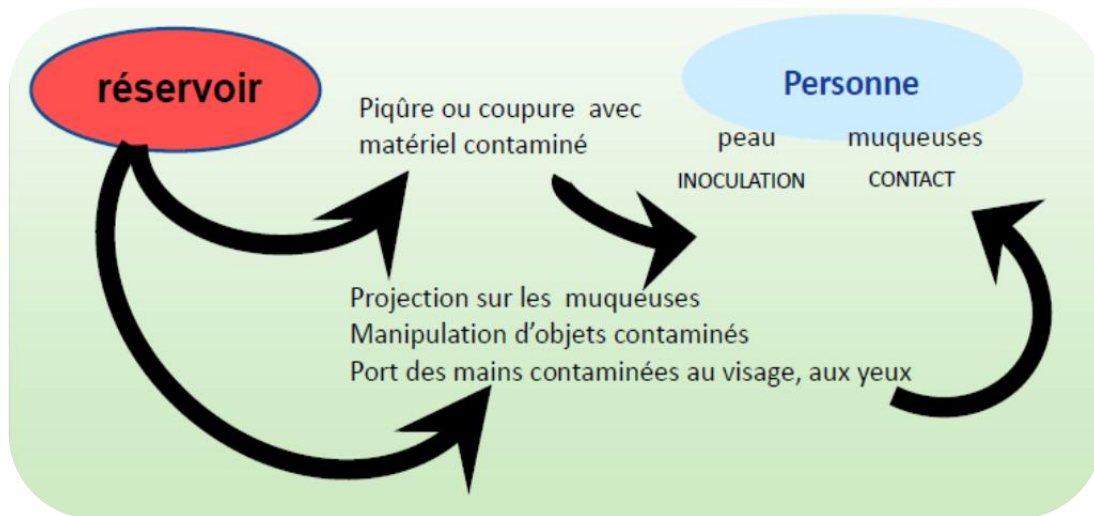 réservoir
Personne
Piqûre ou coupure avec
matériel contaminé
peau muqueuses
INOCULATION CONTACT
Projection sur les muqueuses
Manipulation d'objets contaminés
Port des mains contaminées au visage, aux yeux